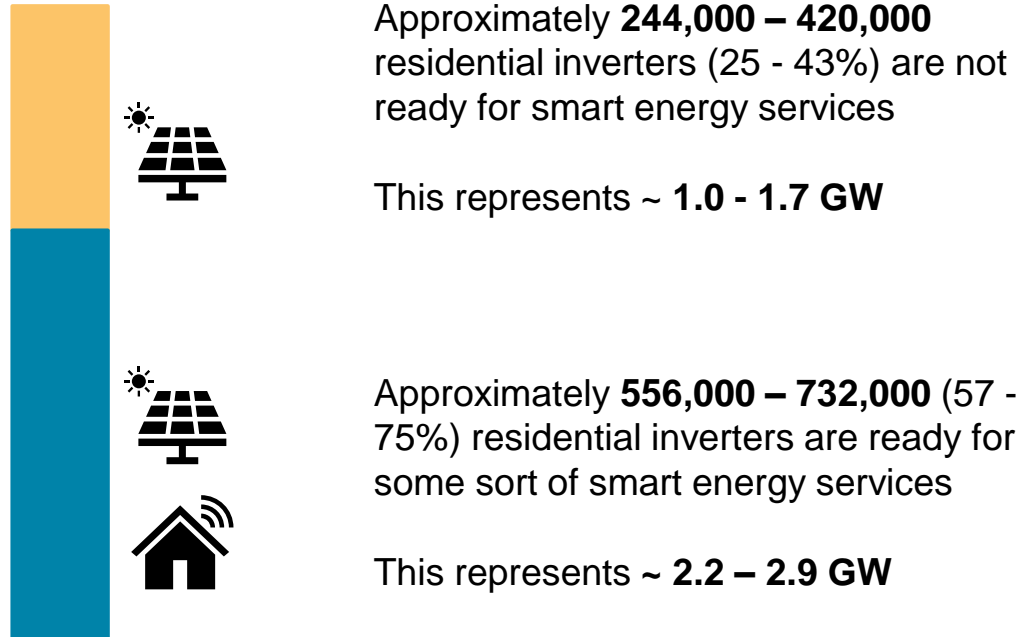 Approximately 244,000 – 420,000
residential inverters (25 - 43%) are not
ready for smart energy services
This represents ~ 1.0 - 1.7 GW
Approximately 556,000 – 732,000 (57 -
75%) residential inverters are ready for
some sort of smart energy services
This represents ~ 2.2 – 2.9 GW